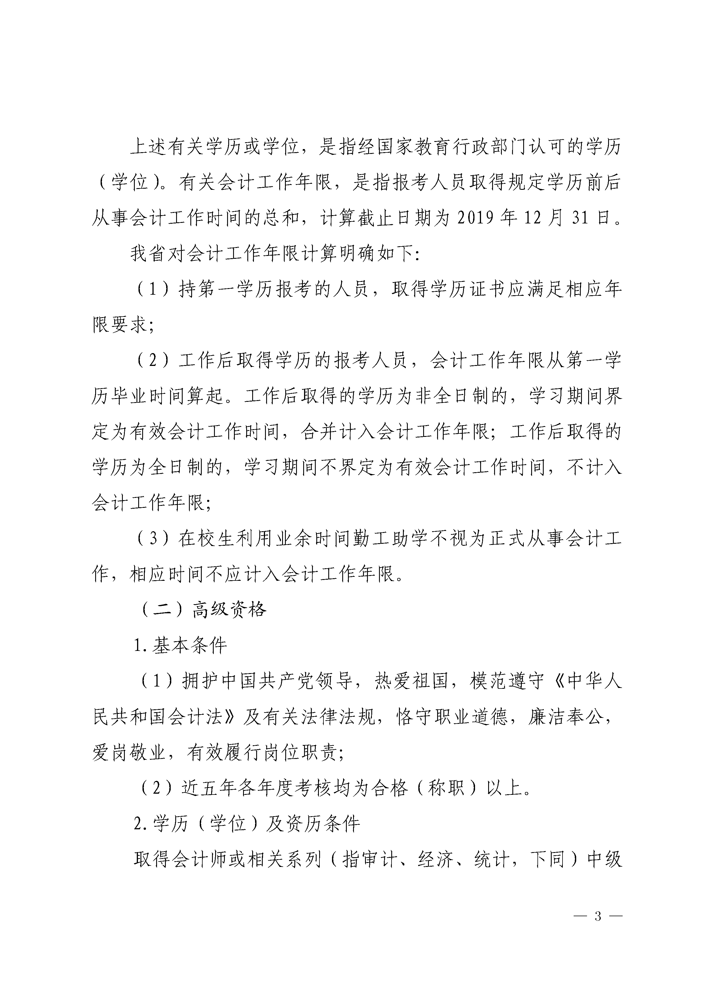 上述有关学历或学位，是指经国家教育行政部门认可的学历
（学位）。有关会计工作年限，是指报考人员取得规定学历前后
从事会计工作时间的总和，计算截止日期为 2019 年 12 月 31 日。
我省对会计工作年限计算明确如下：
（1）持第一学历报考的人员，取得学历证书应满足相应年
限要求；
（2）工作后取得学历的报考人员，会计工作年限从第一学
历毕业时间算起。工作后取得的学历为非全日制的，学习期间界
定为有效会计工作时间，合并计入会计工作年限；工作后取得的
学历为全日制的，学习期间不界定为有效会计工作时间，不计入
会计工作年限；
（3）在校生利用业余时间勤工助学不视为正式从事会计工
作，相应时间不应计入会计工作年限。
（二）高级资格
1. 基本条件
（1）拥护中国共产党领导，热爱祖国，模范遵守《中华人
民共和国会计法》及有关法律法规，恪守职业道德，廉洁奉公，
爱岗敬业，有效履行岗位职责；
（2）近五年各年度考核均为合格（称职）以上。
2. 学历（学位）及资历条件
取得会计师或相关系列（指审计、经济、统计，下同）中级
— 3 —